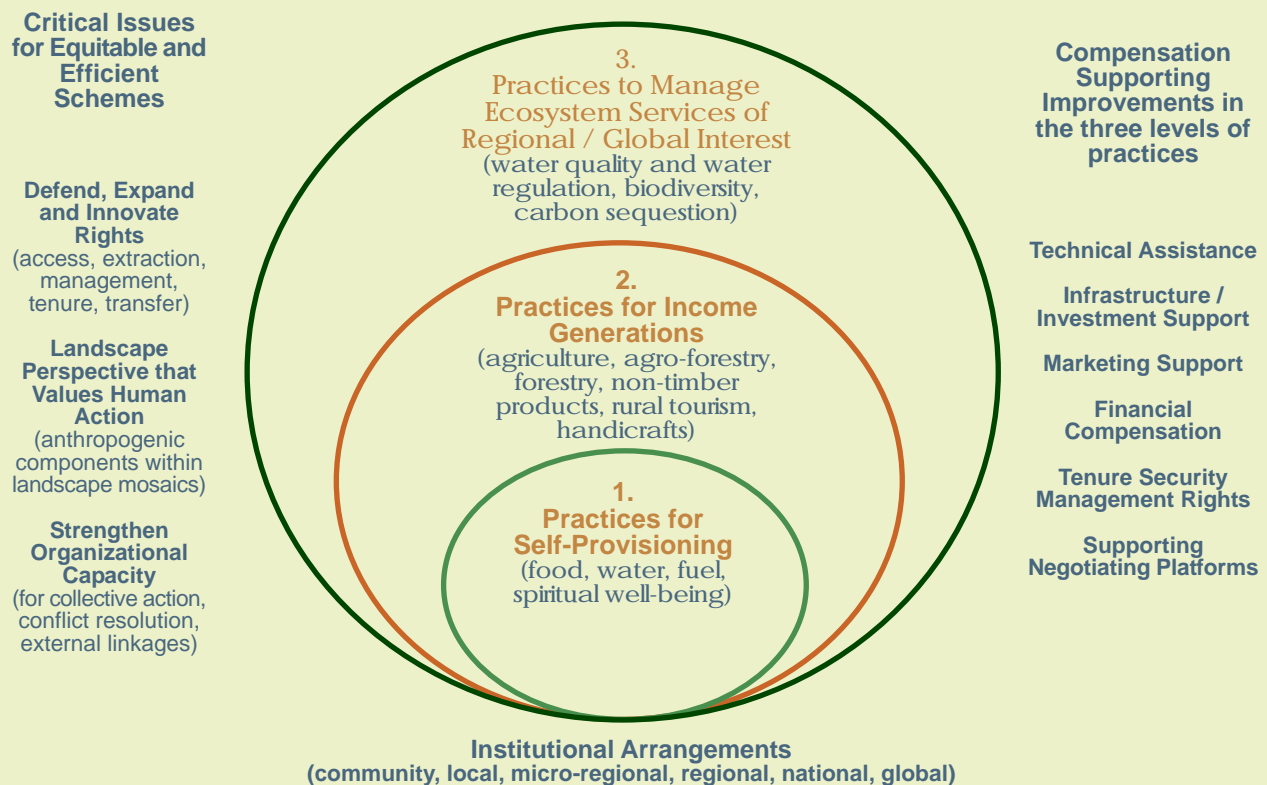 Critical Issues
for Equitable and
Efficient
Schemes
Defend, Expand
and Innovate
Rights
(access, extraction,
management,
tenure, transfer)
Landscape
Perspective that
Values Human
Action
(anthropogenic
components within
landscape mosaics)
Strengthen
Organizational
Capacity
(for collective action,
conflict resolution,
external linkages)
3.
Practices to Manage
Ecosystem Services of
Regional / Global Interest
(water quality and water
regulation, biodiversity,
carbon sequestion)
2.
Practices for Income
Generations
(agriculture, agro-forestry,
forestry, non-timber
products, rural tourism,
handicrafts)
1.
Practices for
Self-Provisioning
(food, water, fuel,
spiritual well-being)
Compensation
Supporting
Improvements in
the three levels of
practices
Technical Assistance
Infrastructure /
Investment Support
Marketing Support
Financial
Compensation
Tenure Security
Management Rights
Supporting
Negotiating Platforms
Institutional Arrangements
(community, local, micro-regional, regional, national, global)